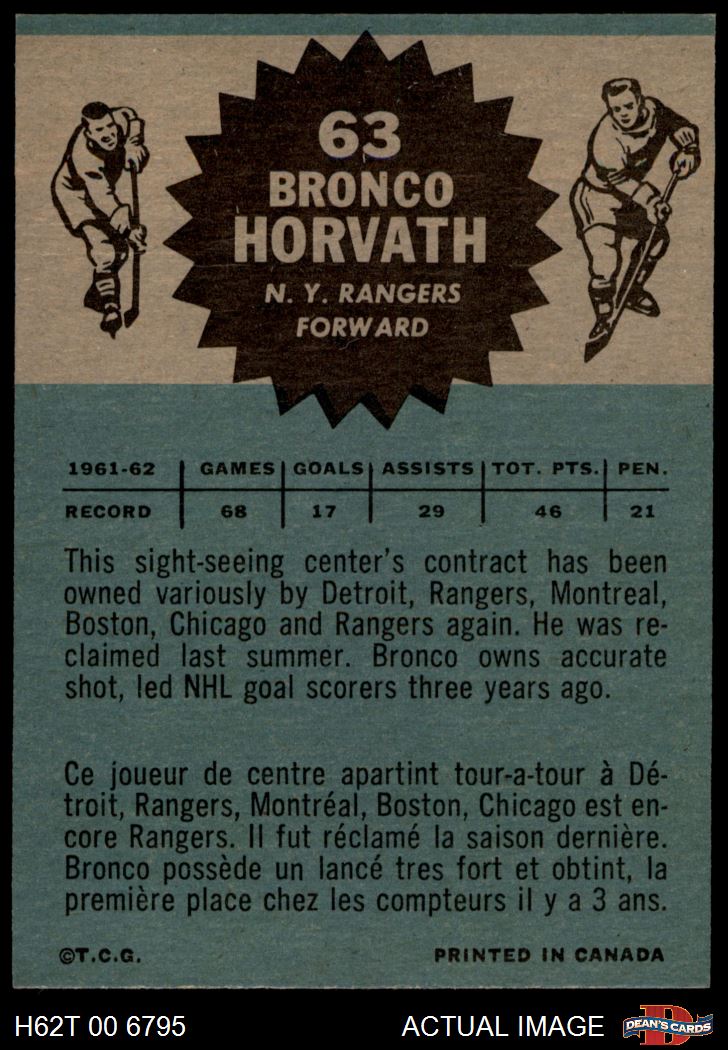 63
BRONCO
HORVATH
N. Y. RANGERS
FORWARD
1961-62 GAMES GOALS ASSISTS TOT. PTS. PEN.
RECORD 68 17 29 46 21
This sight-seeing center's contract has been
owned variously by Detroit, Rangers, Montreal,
Boston, Chicago and Rangers again. He was re-
claimed last summer. Bronco owns accurate
shot, led NHL goal scorers three years ago.
Ce joueur de centre apartint tour-a-tour à Dé-
troit, Rangers, Montréal, Boston, Chicago est en-
core Rangers. Il fut réclamé la saison dernière.
Bronco possède un lancé tres fort et obtint, la
première place chez les compteurs il y a 3 ans.
©T.C.G. PRINTED IN CANADA
H62T 00 6795 ACTUAL IMAGE DEAN'S CARDS